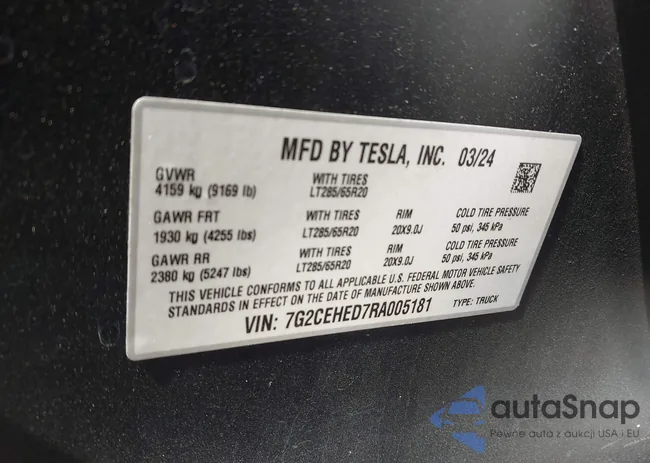 MFD BY TESLA, INC. 03/24
GVWR WITH TIRES
4159 kg (9169 lb) LT285/65R20
GAWR FRT WITH TIRES RIM COLD TIRE PRESSURE
1930 kg (4255 lbs) LT285/65R20 20X9.0J 50 psi, 345 kPa
GAWR RR WITH TIRES RIM COLD TIRE PRESSURE
2380 kg (5247 lbs) LT285/65R20 20X9.0J 50 psi, 345 kPa
THIS VEHICLE CONFORMS TO ALL APPLICABLE U.S. FEDERAL MOTOR VEHICLE SAFETY
STANDARDS IN EFFECT ON THE DATE OF MANUFACTURE SHOWN ABOVE.
VIN: 7G2CEHED7RA005181 TYPE: TRUCK
autaSnap
Pewne auta z aukcji USA i EU